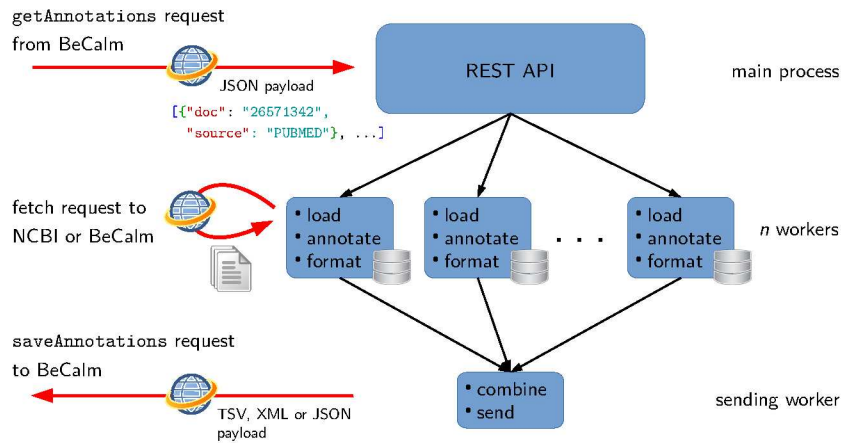 getAnnotations request
from BeCalm
JSON payload
[{"doc": "26571342",
"source": "PUBMED"}, ...]
REST API
main process
fetch request to
NCBI or BeCalm
• load
• annotate
• format
• load
• annotate
• format
. . .
• load
• annotate
• format
n workers
saveAnnotations request
to BeCalm
TSV, XML or JSON
payload
• combine
• send
sending worker